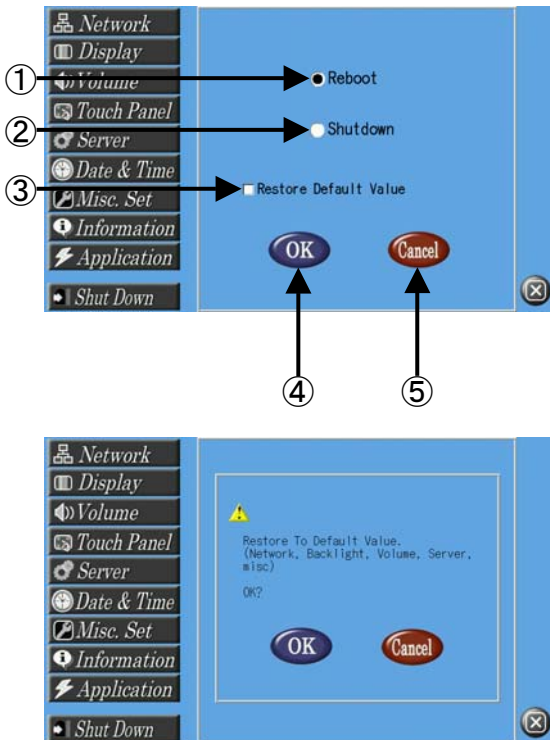 Network
Display
① Volume
Reboot
Touch Panel
② Server
Shutdown
Date & Time
③ Misc. Set
Restore Default Value
Information
Application
OK
Cancel
Shut Down
④
⑤
Network
Display
Volume
Touch Panel
Server
Date & Time
Misc. Set
Information
Application
Shut Down
Restore To Default Value.
(Network, Backlight, Volume, Server,
misc)
OK?
OK
Cancel